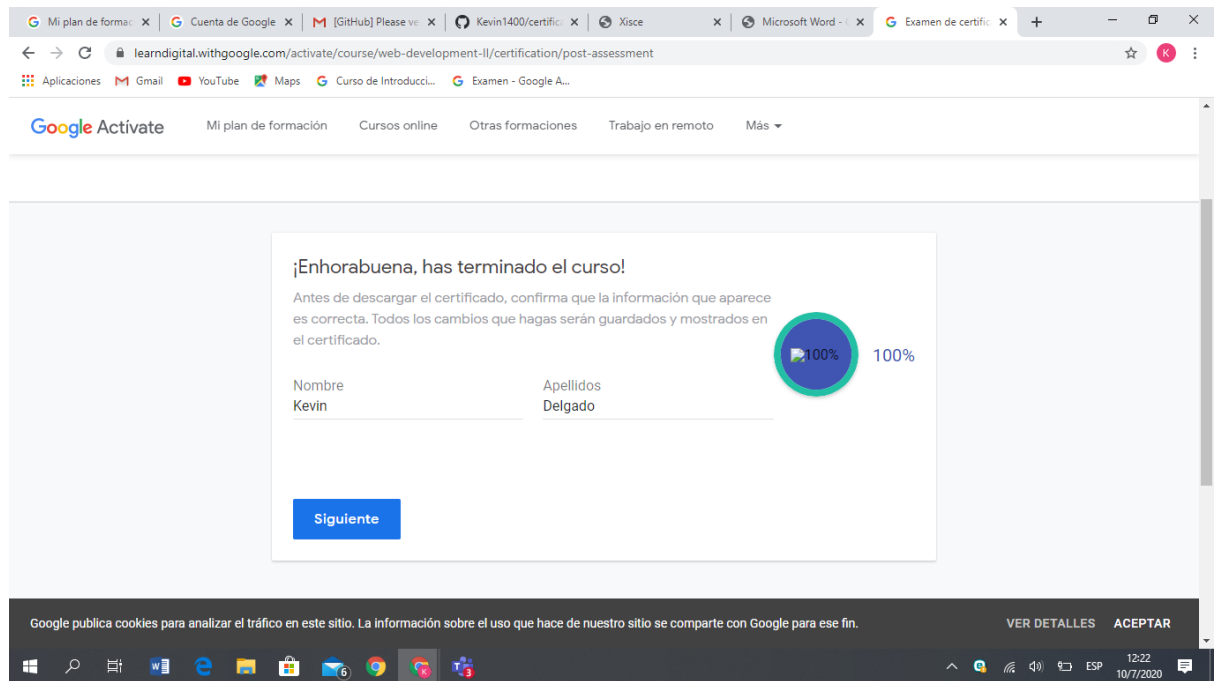 Mi plan de formac
Cuenta de Google
[GitHub] Please ve
Kevin1400/certific
Xisce
Microsoft Word - (
Examen de certific
learndigital.withgoogle.com/activate/course/web-development-II/certification/post-assessment
K
Aplicaciones
Gmail
YouTube
Maps
Curso de Introducci...
Examen - Google A...
Google Actívate
Mi plan de formación
Cursos online
Otras formaciones
Trabajo en remoto
Más
¡Enhorabuena, has terminado el curso!
Antes de descargar el certificado, confirma que la información que aparece
es correcta. Todos los cambios que hagas serán guardados y mostrados en
el certificado.
100%
100%
Nombre
Apellidos
Kevin
Delgado
Siguiente
Google publica cookies para analizar el tráfico en este sitio. La información sobre el uso que hace de nuestro sitio se comparte con Google para ese fin.
VER DETALLES
ACEPTAR
6
3
ESP
12:22
10/7/2020